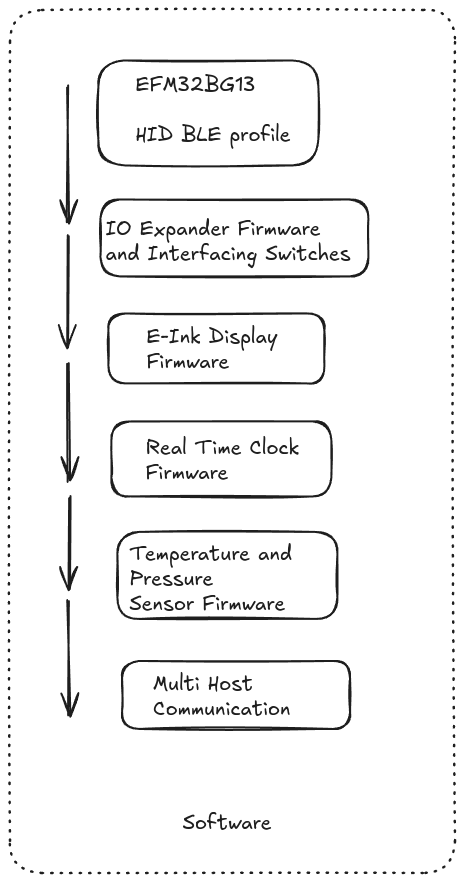 EFM32BG13
HID BLE profile
IO Expander Firmware
and Interfacing Switches
E-Ink Display
Firmware
Real Time Clock
Firmware
Temperature and
Pressure
Sensor Firmware
Multi Host
Communication
Software